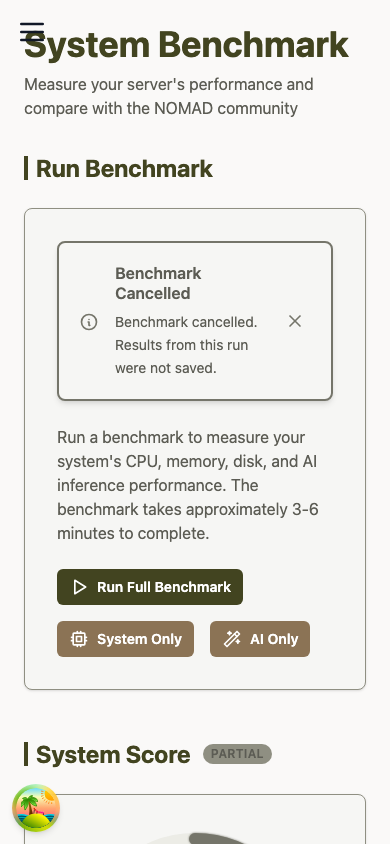 System Benchmark
Measure your server's performance and
compare with the NOMAD community
Run Benchmark
Benchmark
Cancelled
Benchmark cancelled.
Results from this run
were not saved.
Run a benchmark to measure your
system's CPU, memory, disk, and AI
inference performance. The
benchmark takes approximately 3-6
minutes to complete.
Run Full Benchmark
System Only
AI Only
System Score
PARTIAL